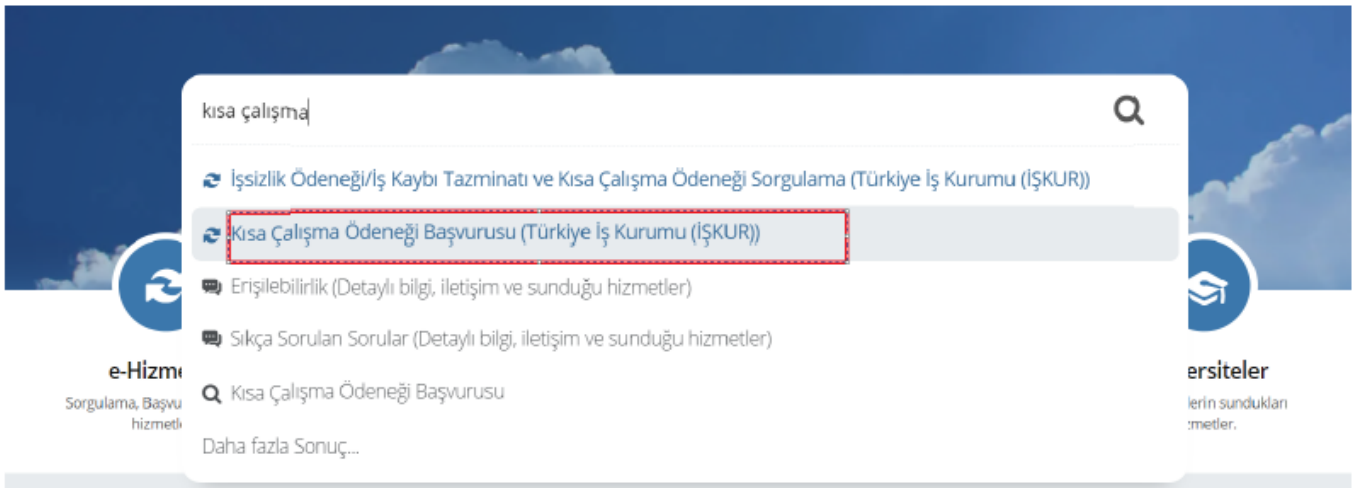 kısa çalışma
İşsizlik Ödeneği/İş Kaybı Tazminatı ve Kısa Çalışma Ödeneği Sorgulama (Türkiye İş Kurumu (İŞKUR))
Kısa Çalışma Ödeneği Başvurusu (Türkiye İş Kurumu (İŞKUR))
Erişilebilirlik (Detaylı bilgi, iletişim ve sunduğu hizmetler)
Sıkça Sorulan Sorular (Detaylı bilgi, iletişim ve sunduğu hizmetler)
Kısa Çalışma Ödeneği Başvurusu
Daha fazla Sonuç...
e-Hizme
Sorgulama, Başvu
hizmetl
ersiteler
lerin sundukları
zmetler.